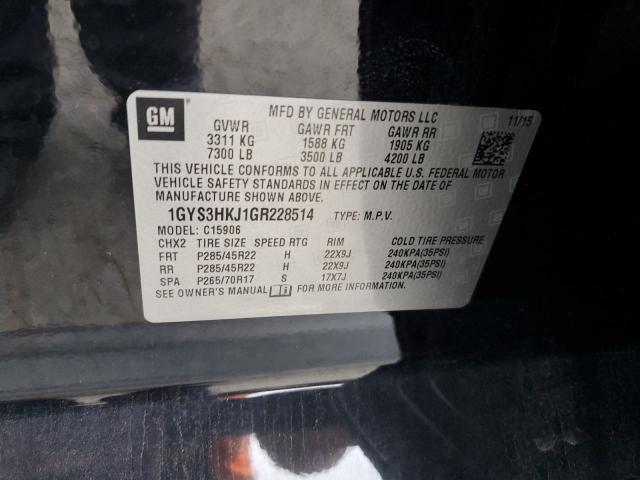 GM
MFD BY GENERAL MOTORS LLC 11/15
GVWR GAWR FRT GAWR RR
3311 KG 1588 KG 1905 KG
7300 LB 3500 LB 4200 LB
THIS VEHICLE CONFORMS TO ALL APPLICABLE U.S. FEDERAL MOTOR
VEHICLE SAFETY STANDARDS IN EFFECT ON THE DATE OF
MANUFACTURE SHOWN ABOVE.
1GYS3HKJ1GR228514 TYPE: M.P.V.
MODEL: C15906
CHX2 TIRE SIZE SPEED RTG RIM COLD TIRE PRESSURE
FRT P285/45R22 H 22X9J 240KPA(35PSI)
RR P285/45R22 H 22X9J 240KPA(35PSI)
SPA P265/70R17 S 17X7J 240KPA(35PSI)
SEE OWNER'S MANUAL FOR MORE INFORMATION.